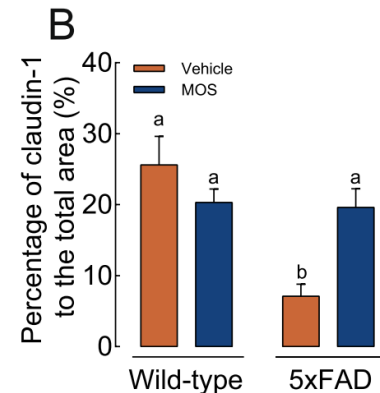 B
Percentage of claudin-1
to the total area (%)
40
30
20
10
0
Vehicle
MOS
a
a
b
a
Wild-type
5xFAD